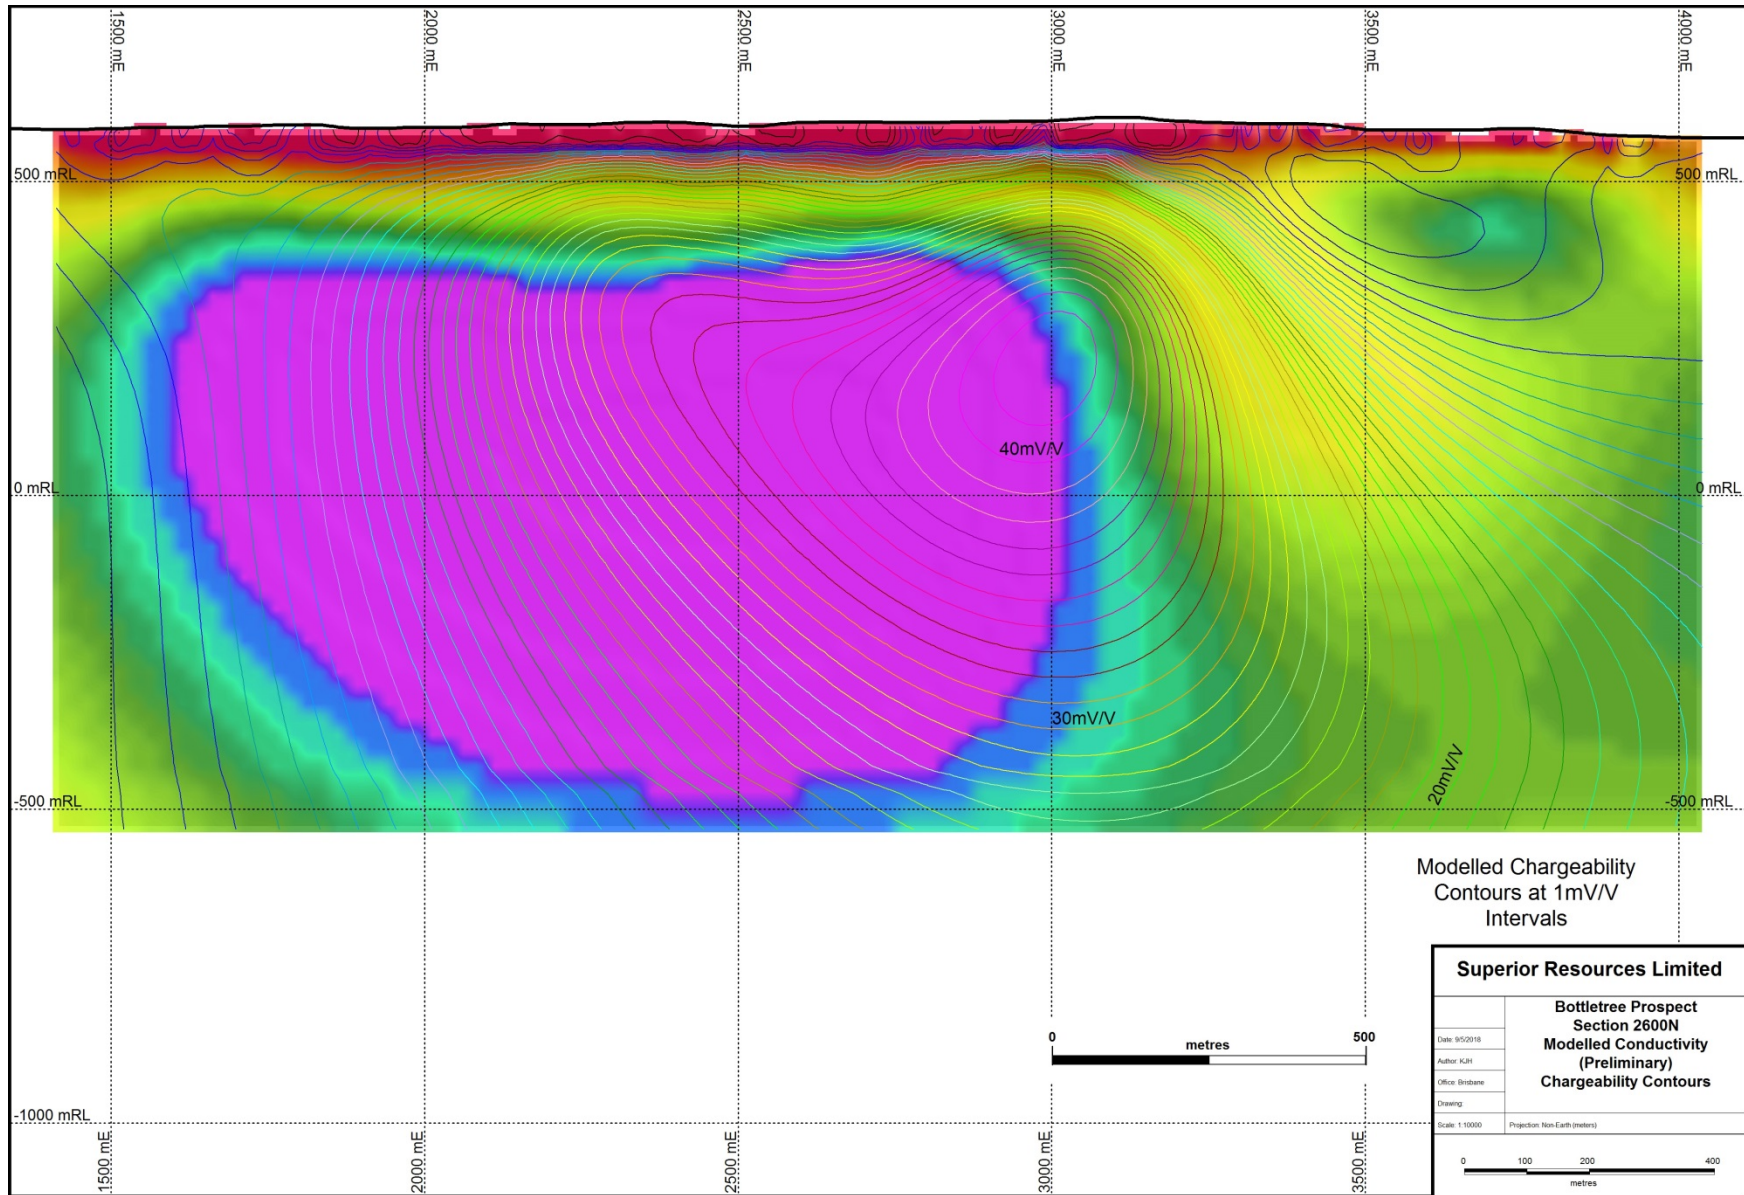 1500 mE
2000 mE
2500 mE
3000 mE
3500 mE
4000 mE
500 mRL
500 mRL
40mV/V
0 mRL
0 mRL
30mV/V
20mV/V
-500 mRL
-500 mRL
Modelled Chargeability
Contours at 1mV/V
Intervals
Superior Resources Limited
Bottletree Prospect
Section 2600N
Modelled Conductivity
(Preliminary)
Chargeability Contours
Date: 9/5/2018
Author: KJH
Office: Brisbane
Drawing:
Scale: 1:10000
Projection: Non-Earth (meters)
0 100 200 400
metres
0 500
metres
-1000 mRL
1500 mE
2000 mE
2500 mE
3000 mE
3500 mE